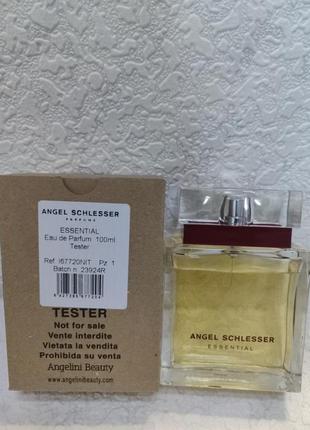 ANGEL SCHLESSER
PARFUMS
ESSENTIAL
Eau de Parfum 100ml
Tester
Ref. I67720NIT Pz 1
Batch n. 23924R
TESTER
Not for sale
Vente interdite
Vietata la vendita
Prohibida su venta
Angelini Beauty
www.angelinibeauty.com
ANGEL SCHLESSER
ESSENTIAL